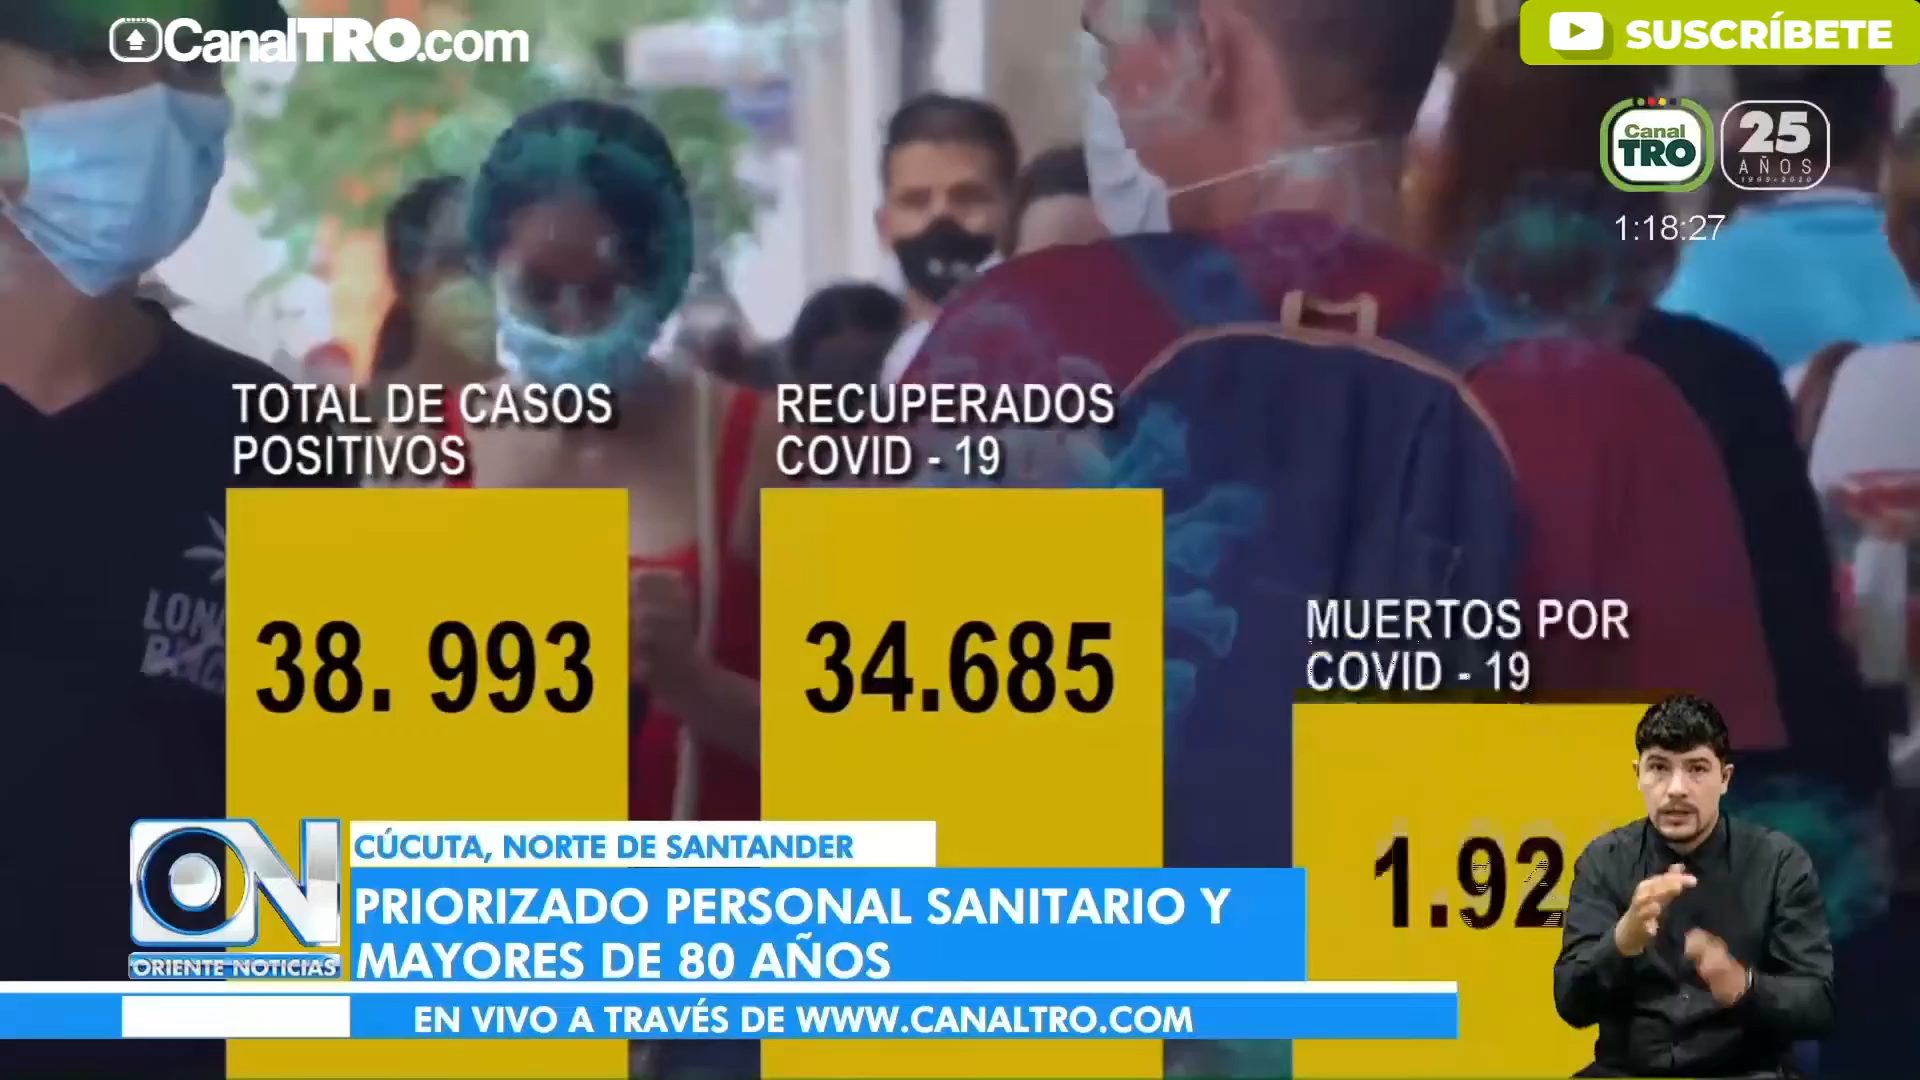 CanalTRO.com
SUSCRÍBETE
Canal
TRO
25
AÑOS
1:18:27
TOTAL DE CASOS
POSITIVOS
RECUPERADOS
COVID - 19
38. 993
34.685
MUERTOS POR
COVID - 19
1.92
CÚCUTA, NORTE DE SANTANDER
PRIORIZADO PERSONAL SANITARIO Y
MAYORES DE 80 AÑOS
ON
ORIENTE NOTICIAS
EN VIVO A TRAVÉS DE WWW.CANALTRO.COM